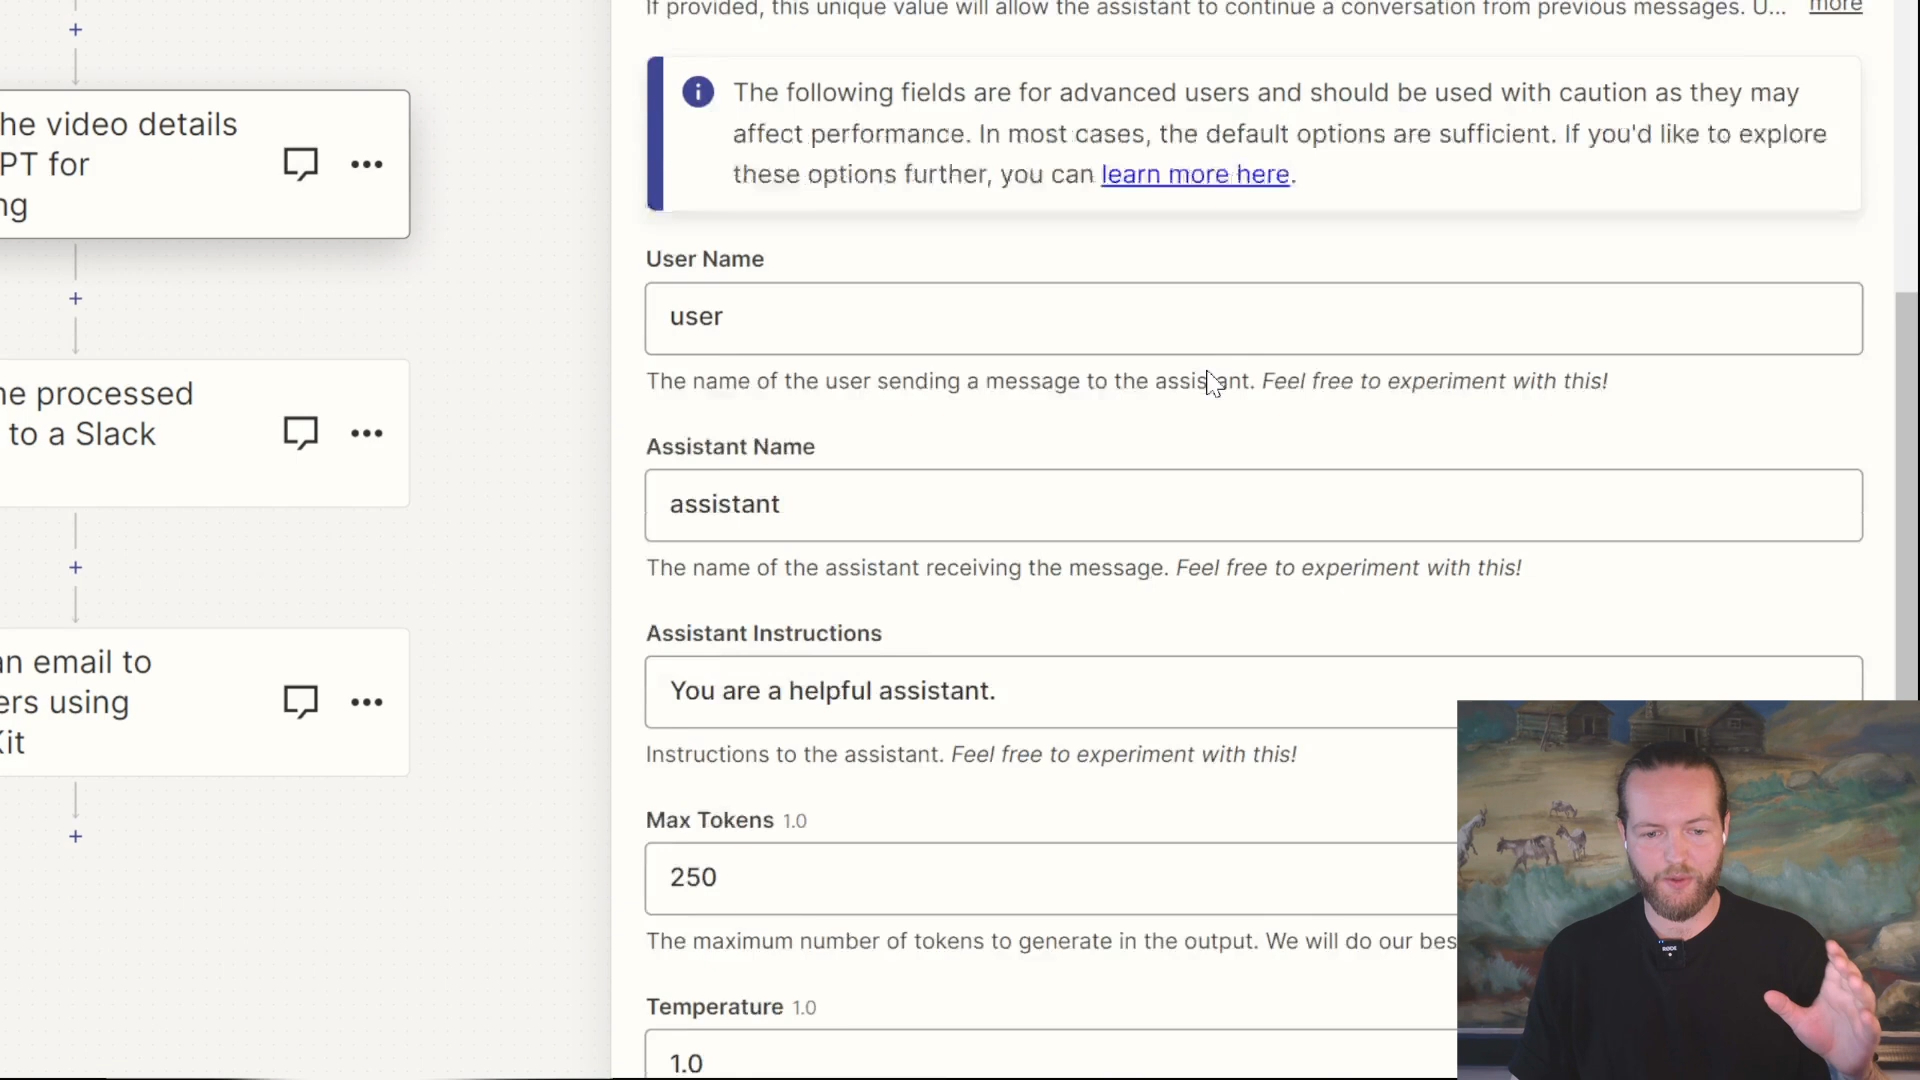 he video details
PT for
ng
he processed
to a Slack
an email to
ers using
Kit
If provided, this unique value will allow the assistant to continue a conversation from previous messages. U... more
The following fields are for advanced users and should be used with caution as they may
affect performance. In most cases, the default options are sufficient. If you'd like to explore
these options further, you can learn more here.
User Name
user
The name of the user sending a message to the assistant. Feel free to experiment with this!
Assistant Name
assistant
The name of the assistant receiving the message. Feel free to experiment with this!
Assistant Instructions
You are a helpful assistant.
Instructions to the assistant. Feel free to experiment with this!
Max Tokens 1.0
250
The maximum number of tokens to generate in the output. We will do our bes
Temperature 1.0
1.0
RODE